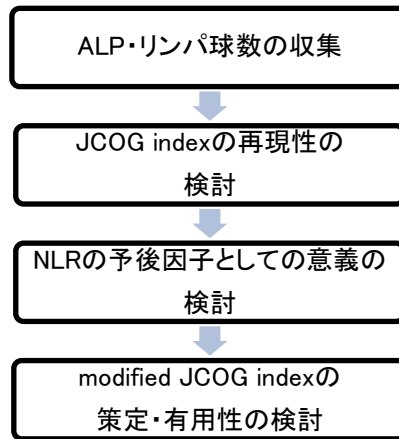 ALP・リンパ球数の収集
JCOG indexの再現性の
検討
NLRの予後因子としての意義の
検討
modified JCOG indexの
策定・有用性の検討